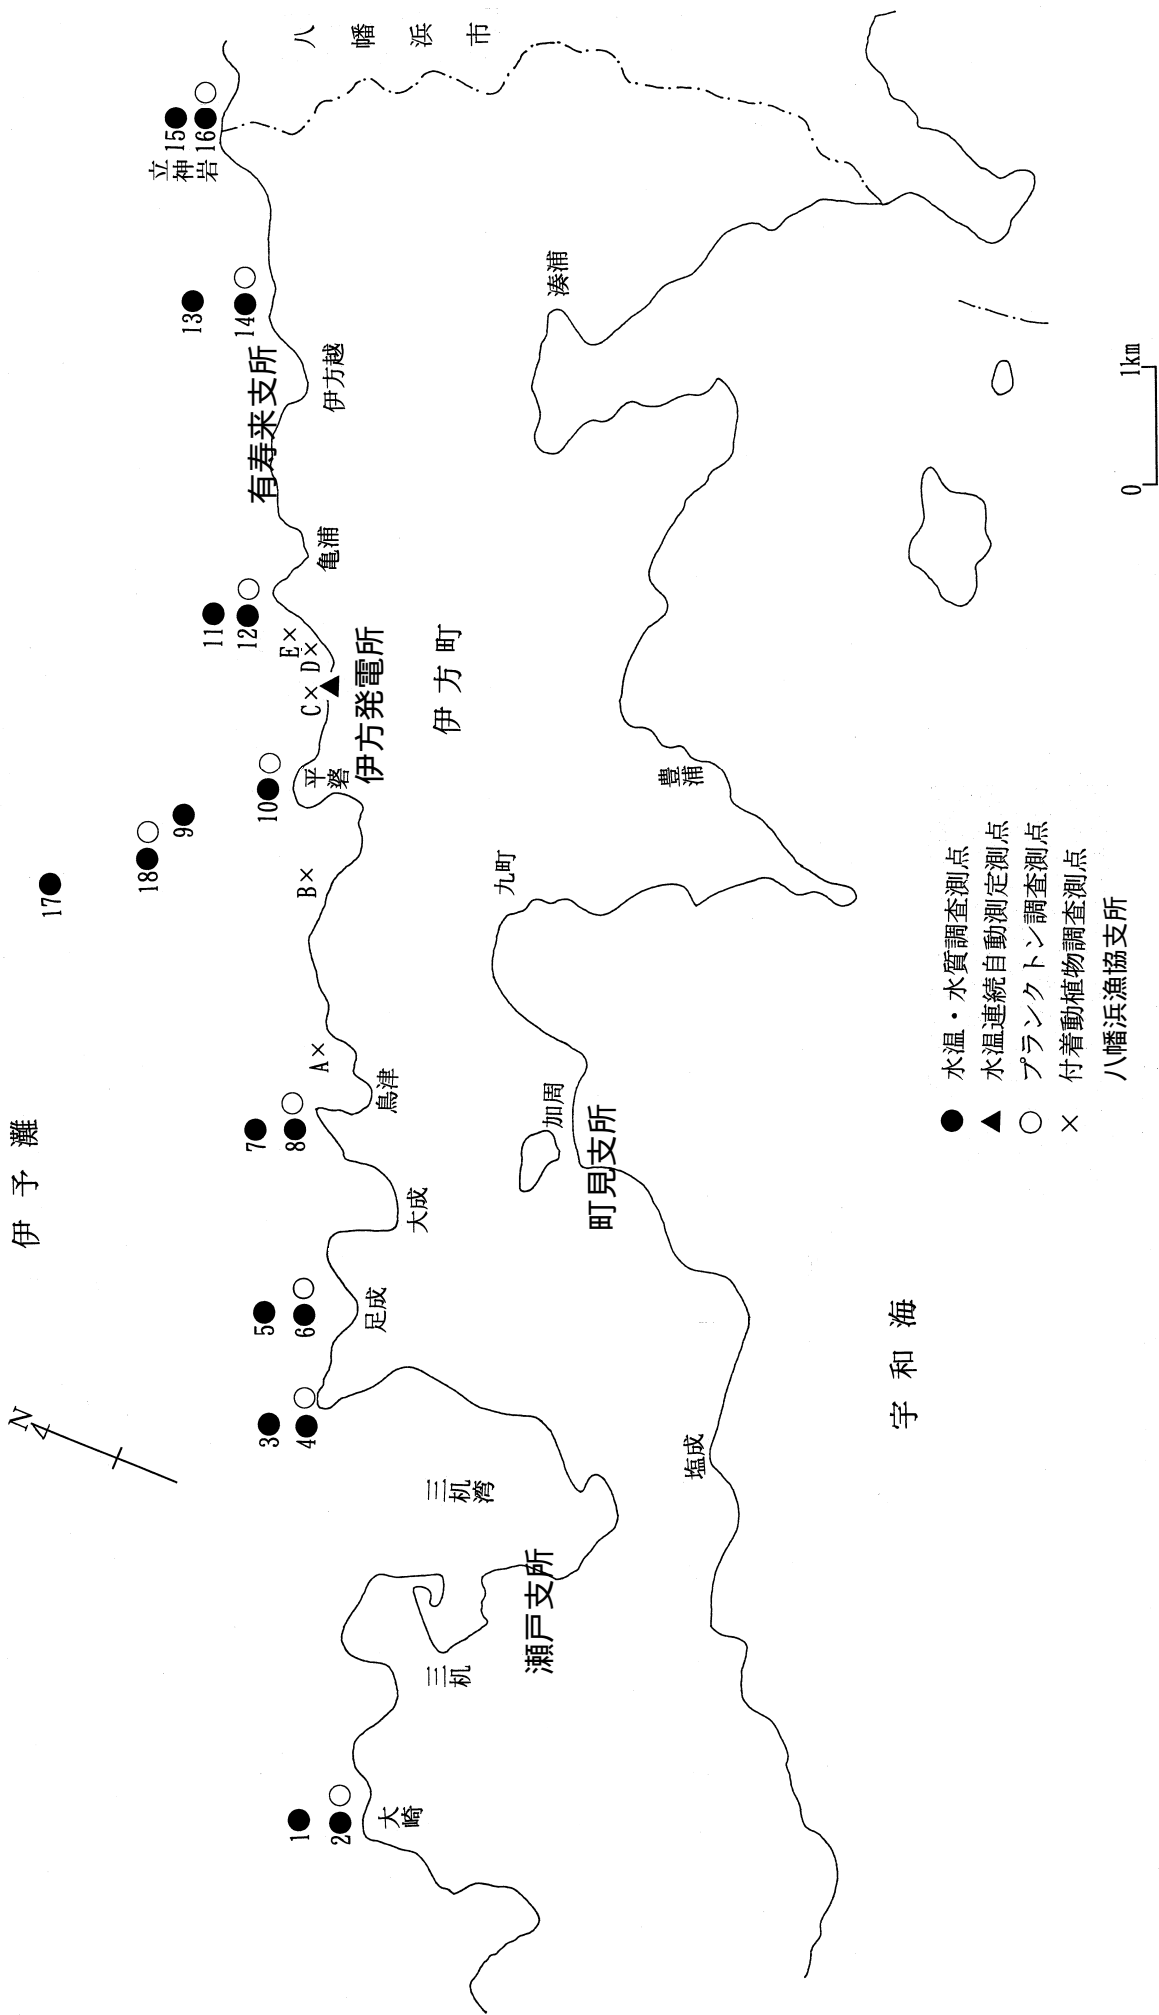 伊予灘
N
八幡浜市
17
18
9
15
16
立神岩
13
14
有寿来支所
伊方越
11
12
亀浦
E
D
C
伊方発電所
伊方町
10
平碆
B
A
7
8
鳥津
大成
5
6
足成
3
4
三机湾
三机
瀬戸支所
1
2
大崎
湊浦
豊浦
九町
加周
町見支所
塩成
宇和海
● 水温・水質調査測点
▲ 水温連続自動測定測点
○ プランクトン調査測点
× 付着動植物調査測点
八幡浜漁協支所
0 1km